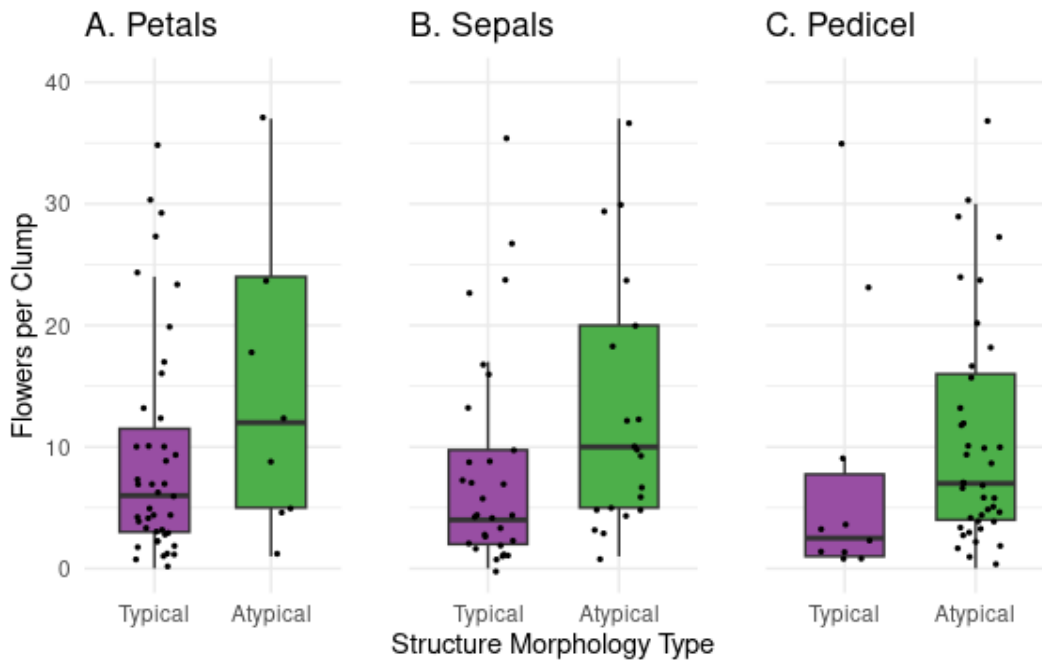 A. Petals
B. Sepals
C. Pedicel
Flowers per Clump
40
30
20
10
0
Typical
Atypical
Typical
Atypical
Typical
Atypical
Structure Morphology Type